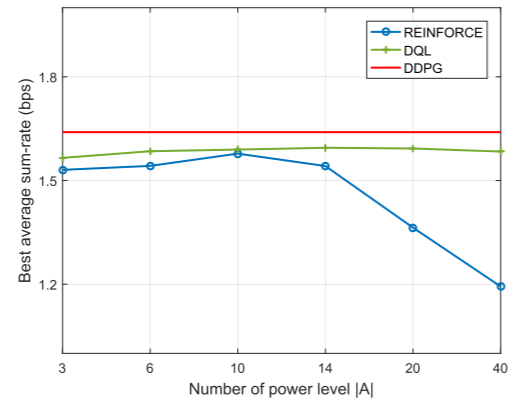 REINFORCE
DQL
DDPG
Best average sum-rate (bps)
1.8
1.5
1.2
3 6 10 14 20 40
Number of power level |A|